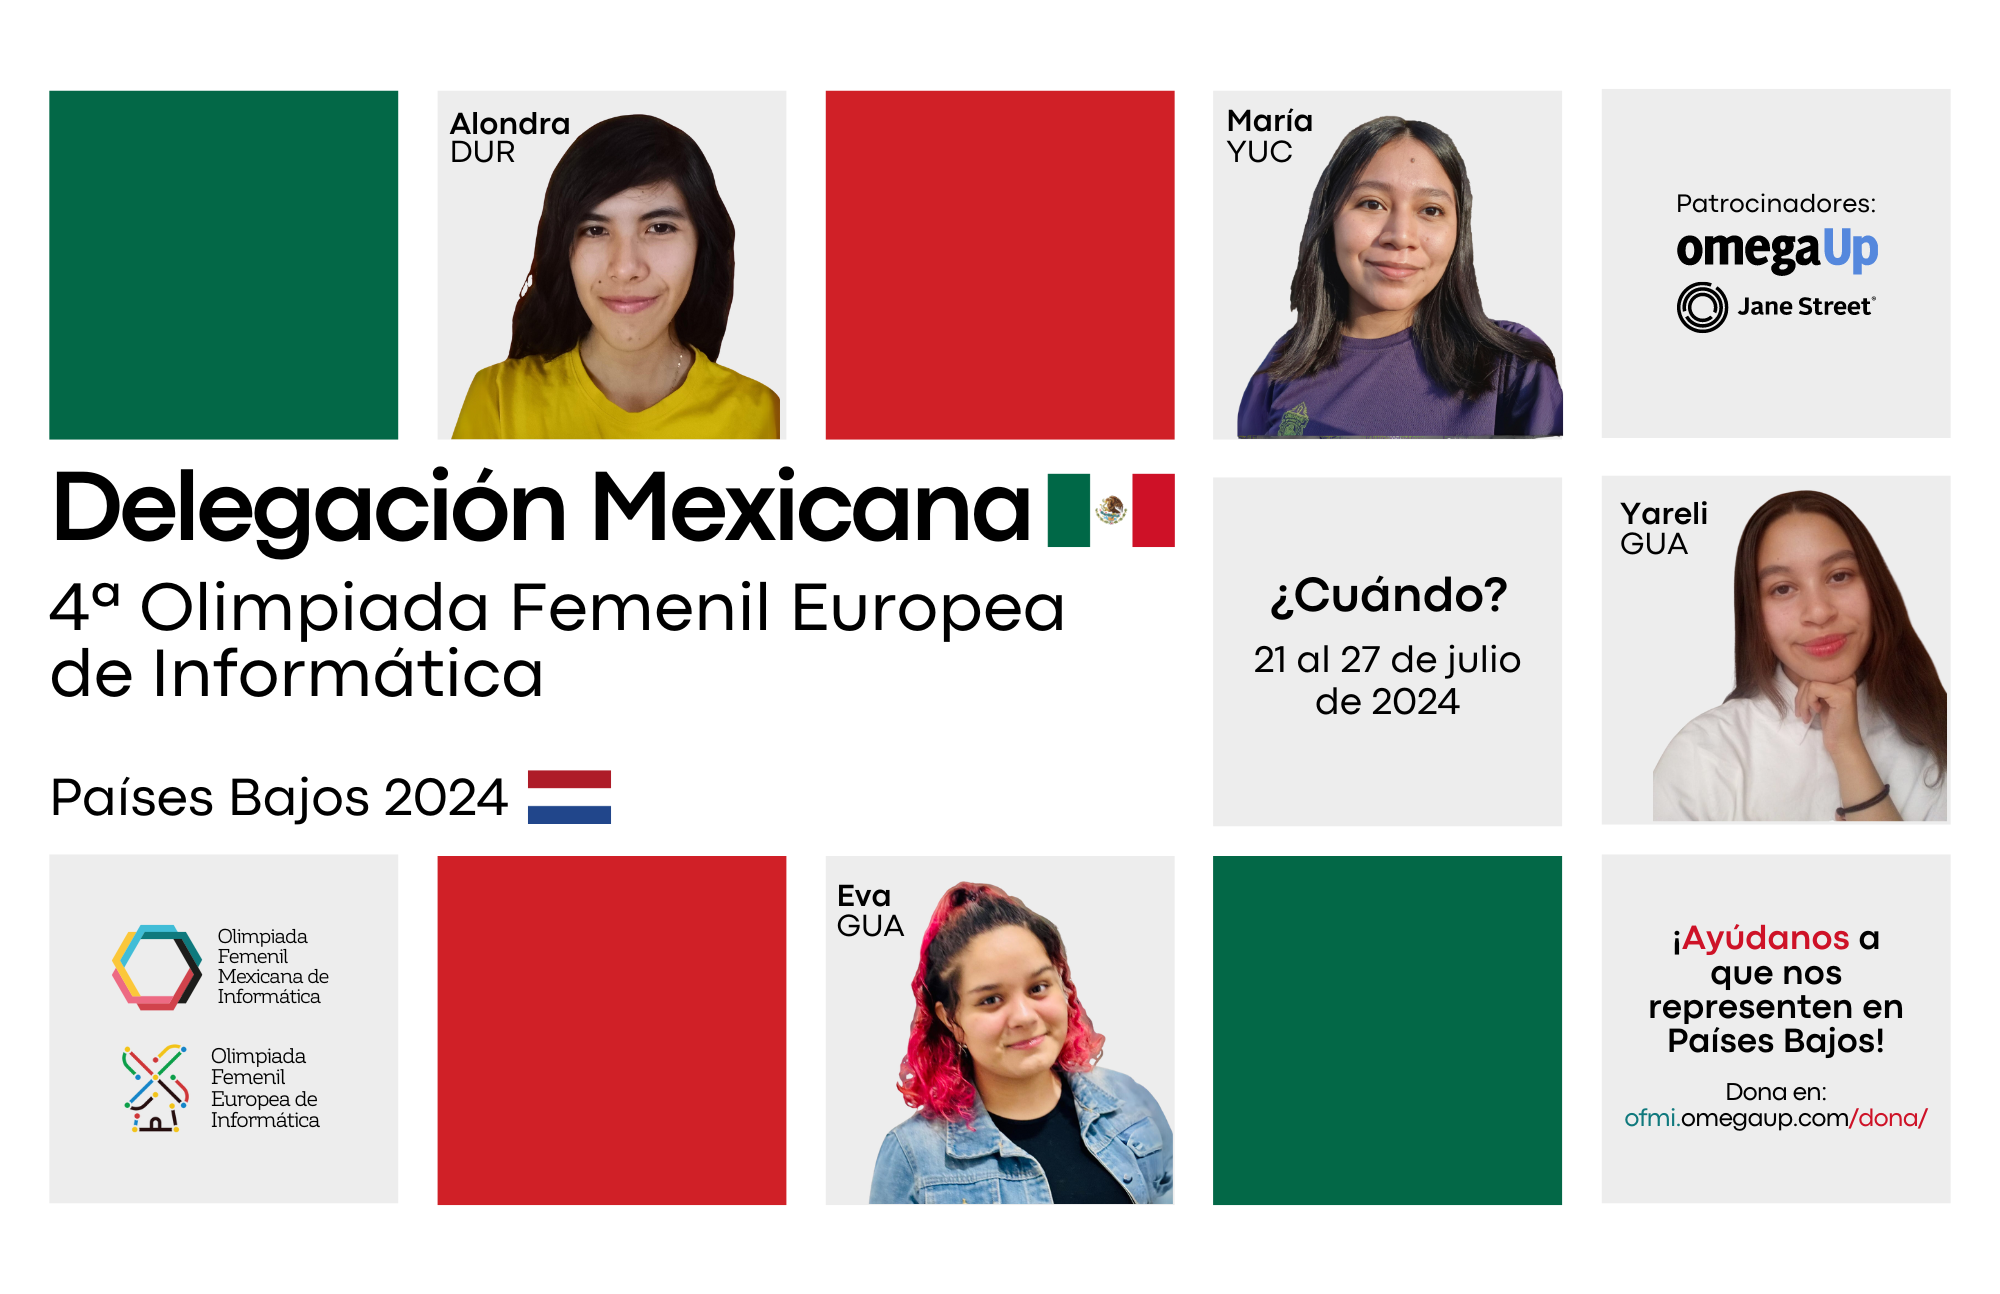 Alondra
DUR
María
YUC
Patrocinadores:
omegaUp
Jane Street®
Delegación Mexicana
4ª Olimpiada Femenil Europea
de Informática
Países Bajos 2024
¿Cuándo?
21 al 27 de julio
de 2024
Yareli
GUA
Olimpiada
Femenil
Mexicana de
Informática
Olimpiada
Femenil
Europea de
Informática
Eva
GUA
¡Ayúdanos a
que nos
representen en
Países Bajos!
Dona en:
ofmi.omegaup.com/dona/